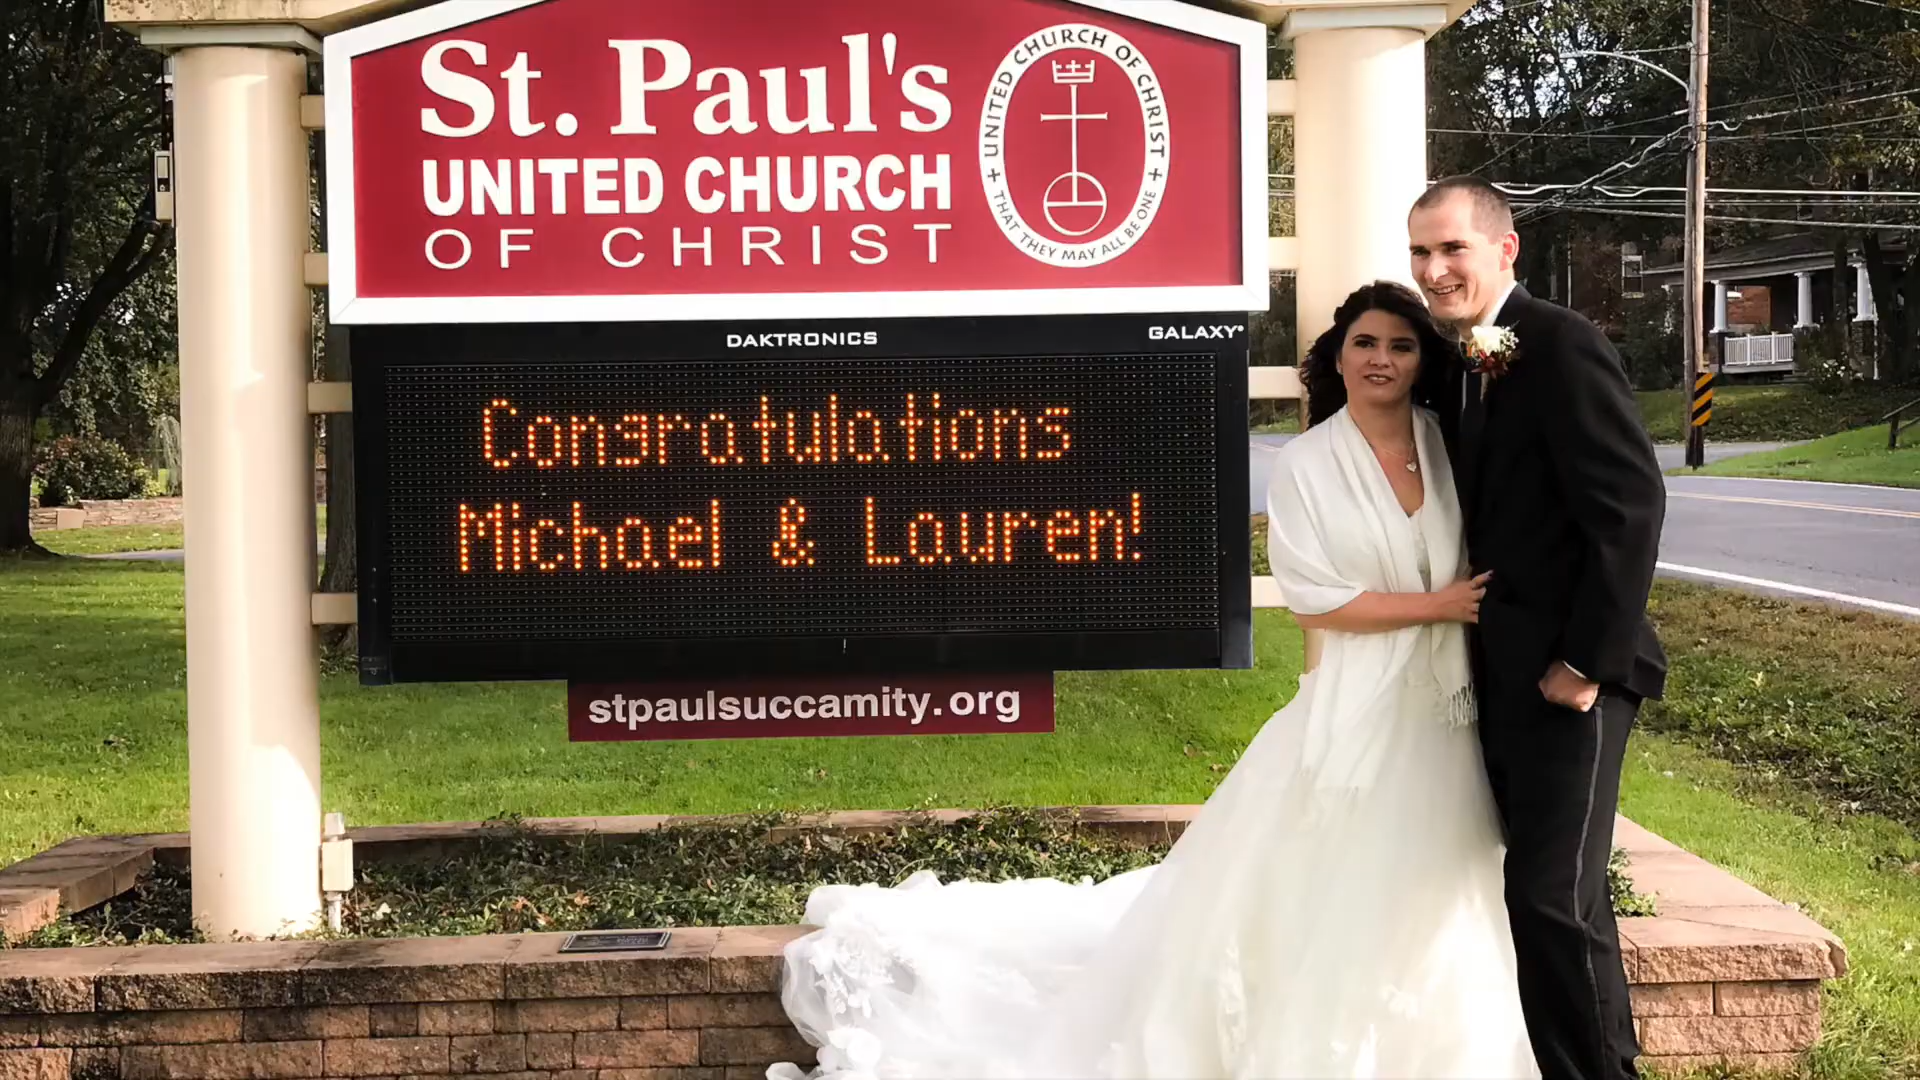 St. Paul's
UNITED CHURCH
OF CHRIST
UNITED CHURCH OF CHRIST
THAT THEY MAY ALL BE ONE
DAKTRONICS
GALAXY®
Congratulations
Michael & Lauren!
stpaulsuccamity.org